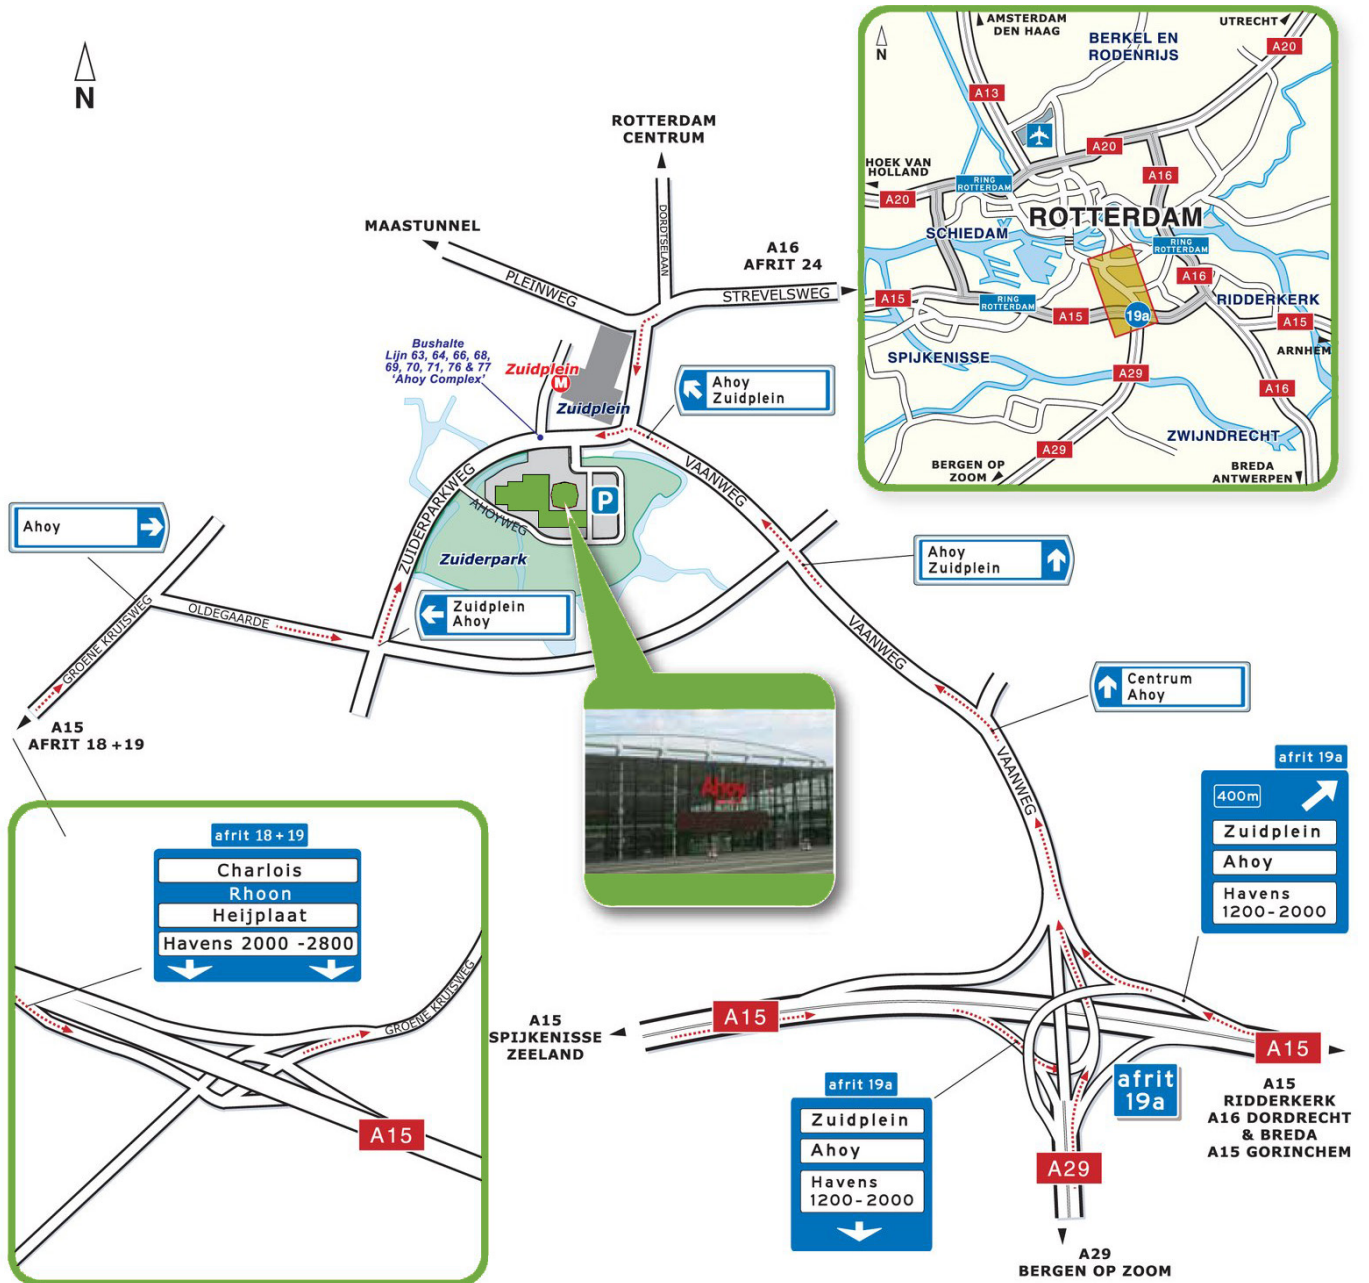 N
ROTTERDAM
CENTRUM
MAASTUNNEL
A16
AFRIT 24
PLEINWEG
DORDTSELAAN
STREVELSWEG
Bushalte
Lijn 63, 64, 66, 68,
69, 70, 71, 76 & 77
'Ahoy Complex'
Zuidplein
M
Zuidplein
Ahoy
Zuidplein
VAANWEG
P
ZUIDERPARKWEG
AHOYWEG
Zuiderpark
Ahoy
Zuidplein
Ahoy
Zuidplein
Ahoy
OLDEGAARDE
GROENE KRUISWEG
A15
AFRIT 18 +19
VAANWEG
Centrum
Ahoy
VAANWEG
Ahoy
afrit 19a
400m
Zuidplein
Ahoy
Havens
1200-2000
afrit 18 + 19
Charlois
Rhoon
Heijplaat
Havens 2000 -2800
GROENE KRUISWEG
A15
A15
SPIJKENISSE
ZEELAND
A15
A15
afrit
19a
A15
RIDDERKERK
A16 DORDRECHT
& BREDA
A15 GORINCHEM
afrit 19a
Zuidplein
Ahoy
Havens
1200-2000
A29
A29
BERGEN OP ZOOM
AMSTERDAM
DEN HAAG
UTRECHT
N
BERKEL EN
RODENRIJS
A20
A13
A20
HOEK VAN
HOLLAND
RING
ROTTERDAM
A16
A20
ROTTERDAM
SCHIEDAM
RING
ROTTERDAM
A16
A15
RING
ROTTERDAM
A15
19a
RIDDERKERK
A15
ARNHEM
SPIJKENISSE
A29
A16
ZWIJNDRECHT
A29
BERGEN OP
ZOOM
BREDA
ANTWERPEN